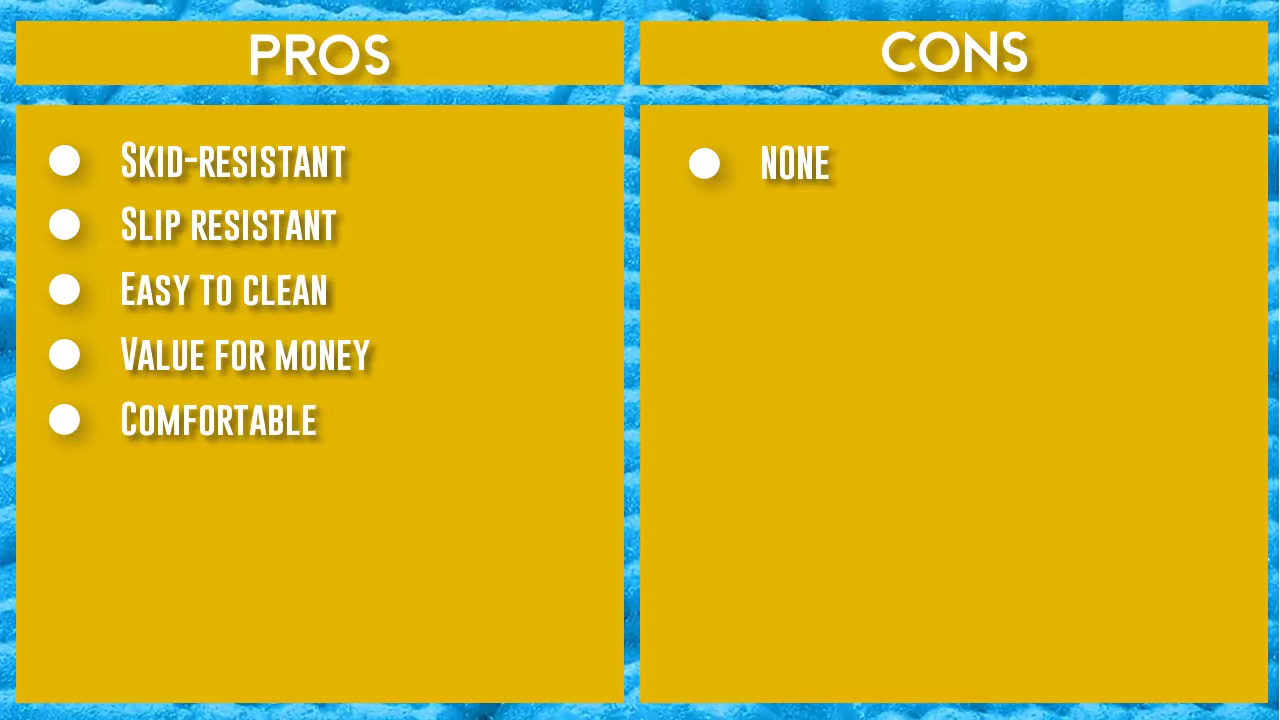 PROS
Skid-resistant
Slip resistant
Easy to clean
Value for money
Comfortable
CONS
NONE